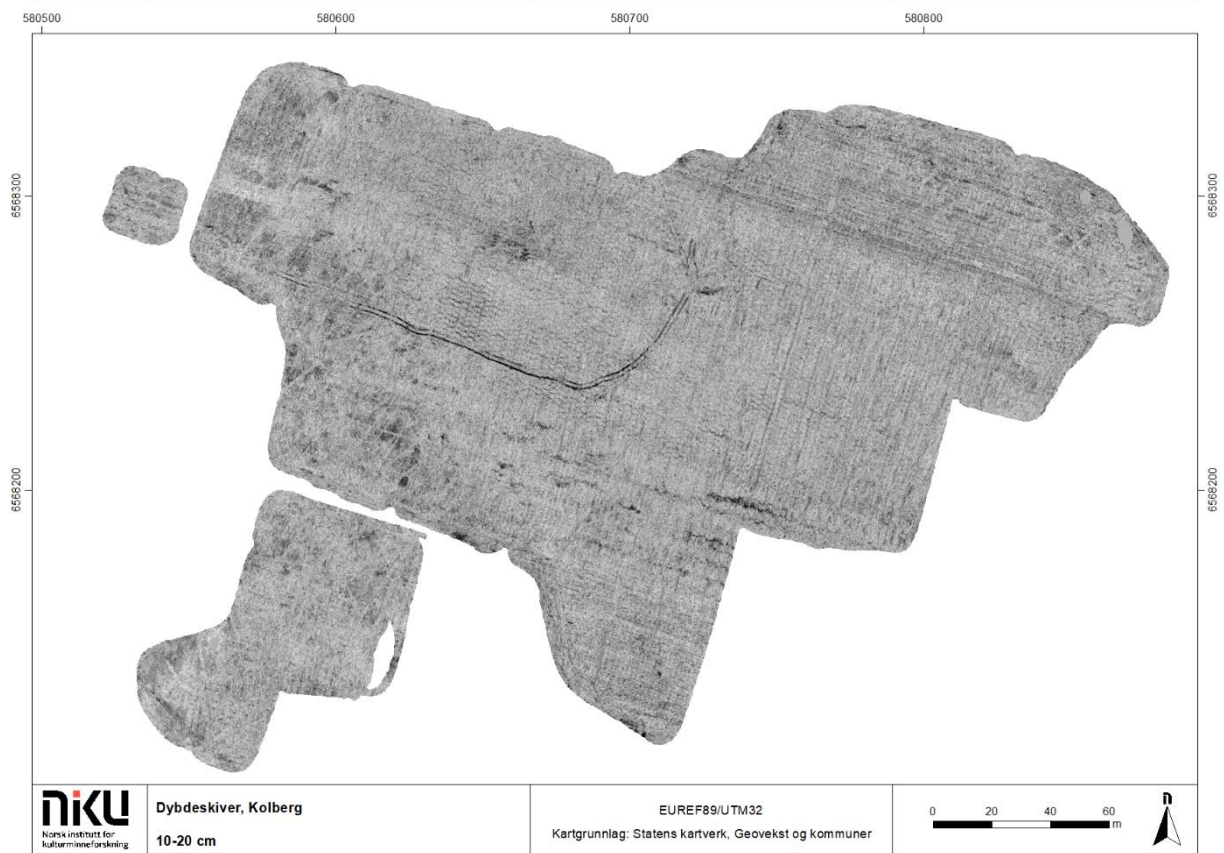 580500 580600 580700 580800
6568300 6568300
6568200 6568200
NIKU
Norsk institutt for
kulturminneforskning
Dybdeskiver, Kolberg
10-20 cm
EUREF89/UTM32
Kartgrunnlag: Statens kartverk, Geovekst og kommuner
0 20 40 60
m
n